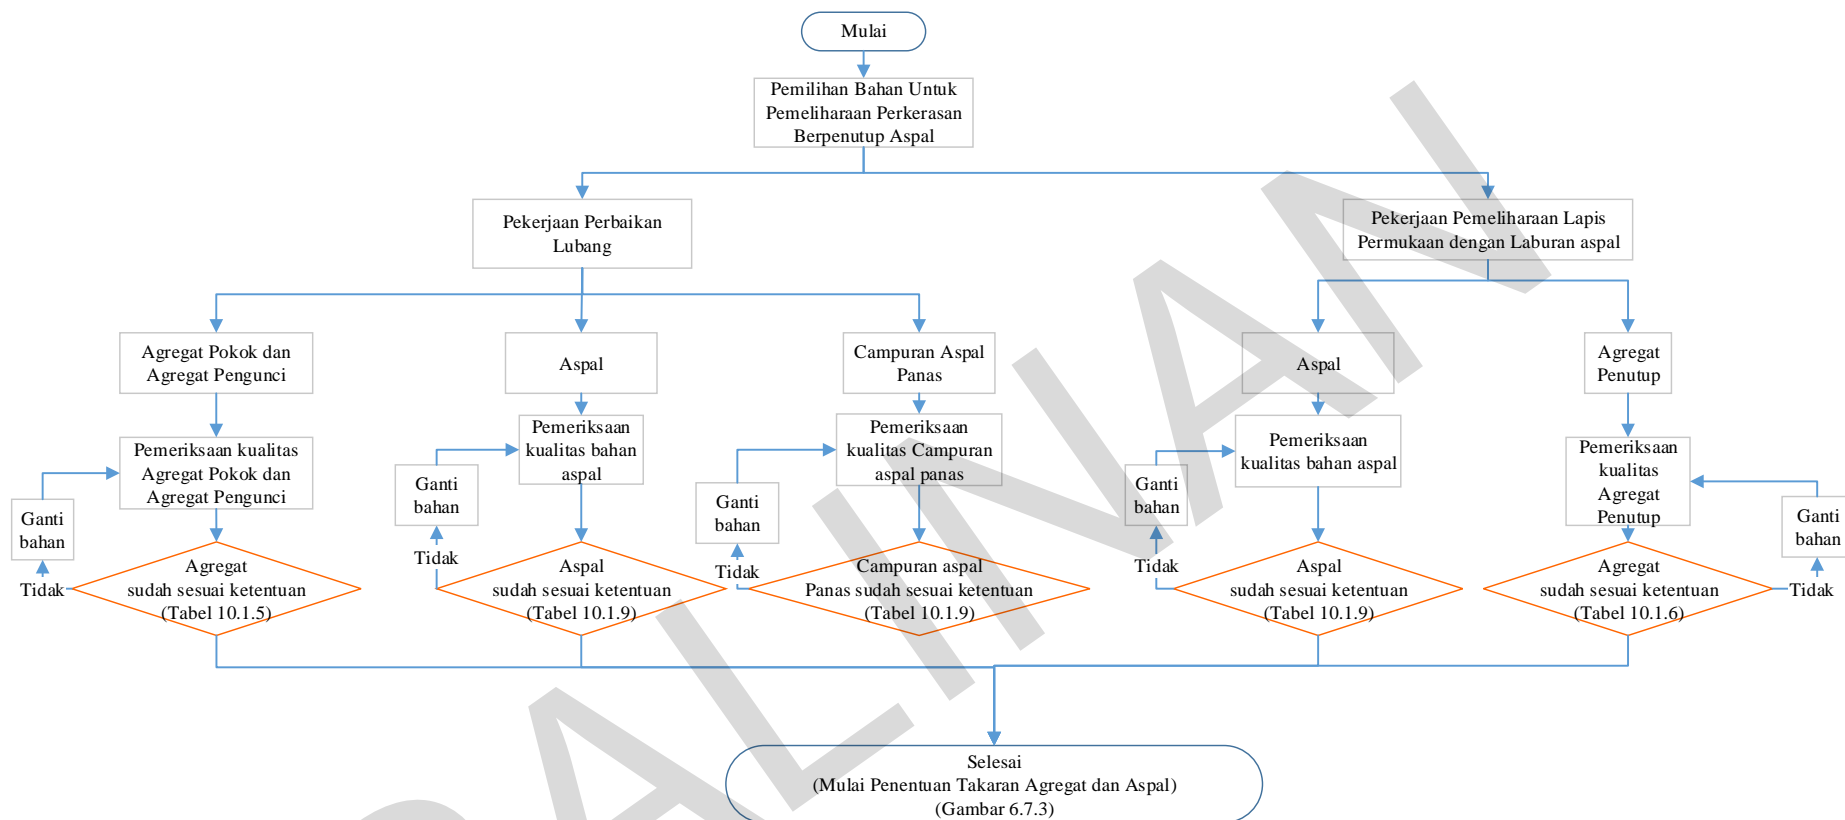 Mulai
Pemilihan Bahan Untuk
Pemeliharaan Perkerasan
Berpenutup Aspal
Pekerjaan Perbaikan
Lubang
Pekerjaan Pemeliharaan Lapis
Permukaan dengan Laburan aspal
Agregat Pokok dan
Agregat Pengunci
Aspal
Campuran Aspal
Panas
Aspal
Agregat
Penutup
Pemeriksaan kualitas
Agregat Pokok dan
Agregat Pengunci
Pemeriksaan
kualitas bahan
aspal
Pemeriksaan
kualitas Campuran
aspal panas
Pemeriksaan
kualitas bahan aspal
Pemeriksaan
kualitas
Agregat
Penutup
Ganti
bahan
Ganti
bahan
Ganti
bahan
Ganti
bahan
Ganti
bahan
Tidak
Tidak
Tidak
Tidak
Tidak
Agregat
sudah sesuai ketentuan
(Tabel 10.1.5)
Aspal
sudah sesuai ketentuan
(Tabel 10.1.9)
Campuran aspal
Panas sudah sesuai ketentuan
(Tabel 10.1.9)
Aspal
sudah sesuai ketentuan
(Tabel 10.1.9)
Agregat
sudah sesuai ketentuan
(Tabel 10.1.6)
Selesai
(Mulai Penentuan Takaran Agregat dan Aspal)
(Gambar 6.7.3)
SALINAN